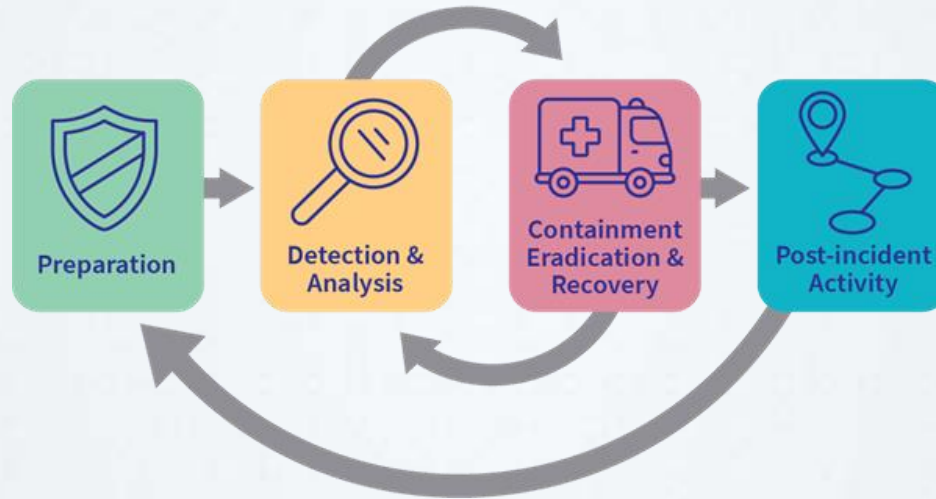 Preparation
Detection &
Analysis
Containment
Eradication &
Recovery
Post-incident
Activity